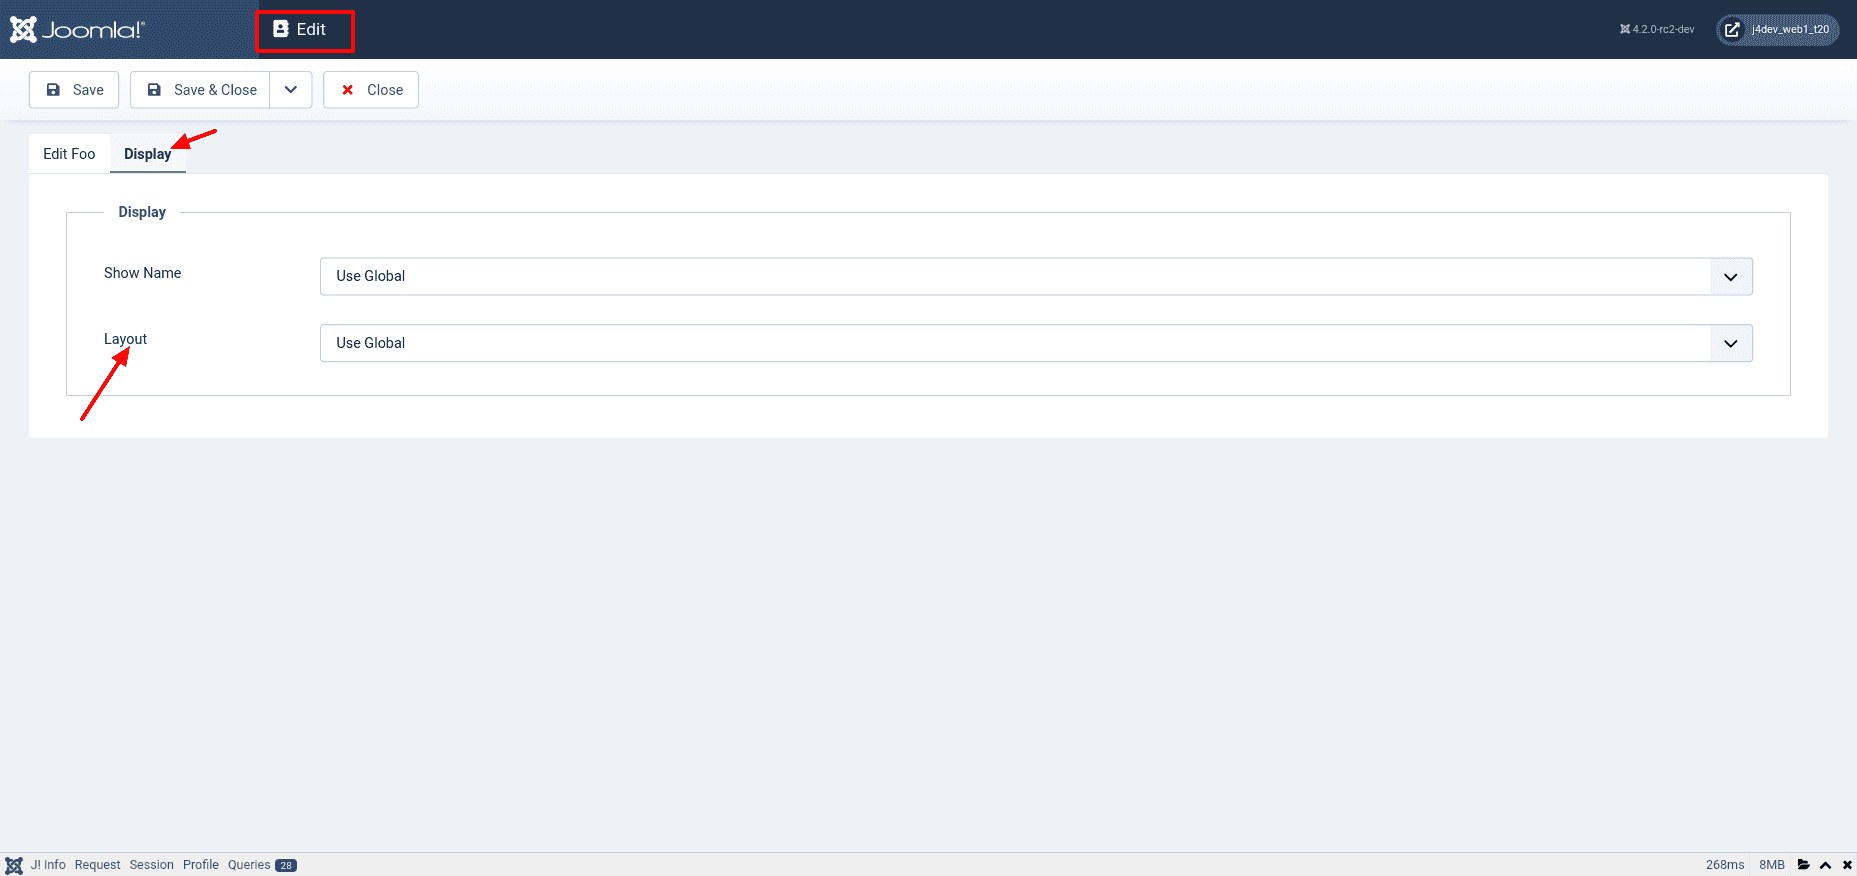 Joomla!®
Edit
4.2.0-rc2-dev
j4dev_web1_t20
Save
Save & Close
Close
Edit Foo
Display
Display
Show Name
Use Global
Layout
Use Global
J! Info Request Session Profile Queries 28
268ms 8MB